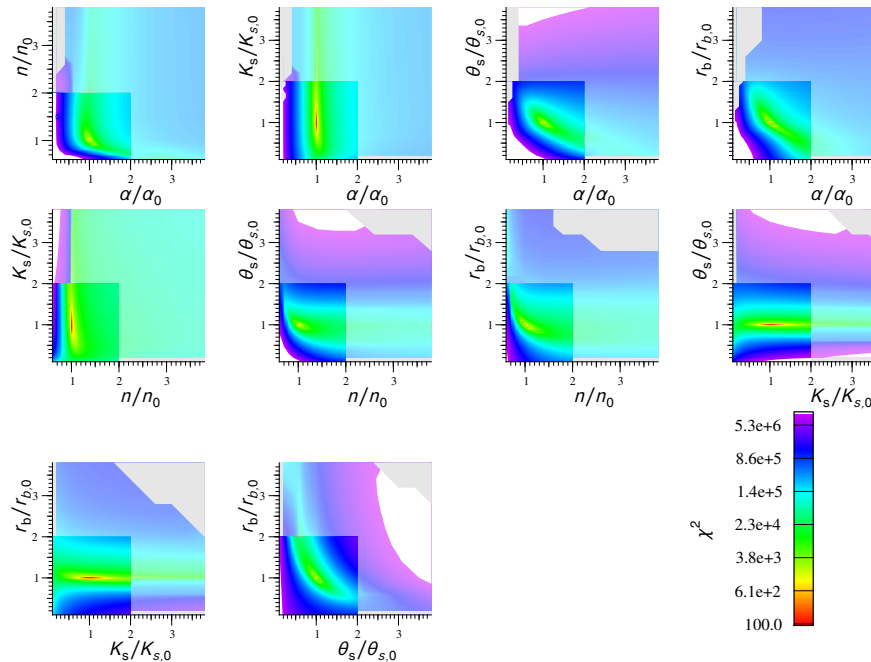 n/n0 1 2 3 α/α0 1 2 3
Ks/Ks,0 1 2 3 α/α0 1 2 3
θs/θs,0 1 2 3 α/α0 1 2 3
rb/rb,0 1 2 3 α/α0 1 2 3
Ks/Ks,0 1 2 3 n/n0 1 2 3
θs/θs,0 1 2 3 n/n0 1 2 3
rb/rb,0 1 2 3 n/n0 1 2 3
θs/θs,0 1 2 3 Ks/Ks,0 1 2 3
rb/rb,0 1 2 3 Ks/Ks,0 1 2 3
rb/rb,0 1 2 3 θs/θs,0 1 2 3
χ2
5.3e+6
8.6e+5
1.4e+5
2.3e+4
3.8e+3
6.1e+2
100.0